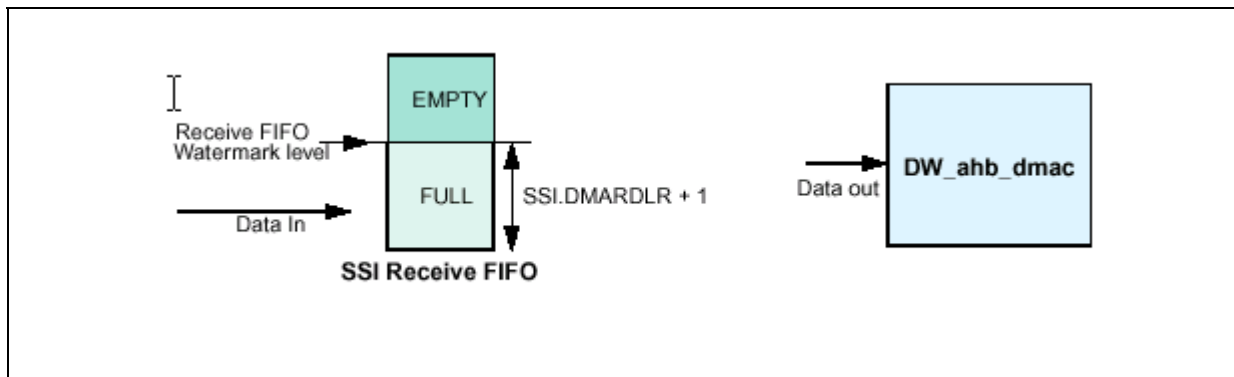 EMPTY
Receive FIFO
Watermark level
FULL
SSI.DMARDLR + 1
Data In
SSI Receive FIFO
DW_ahb_dmac
Data out